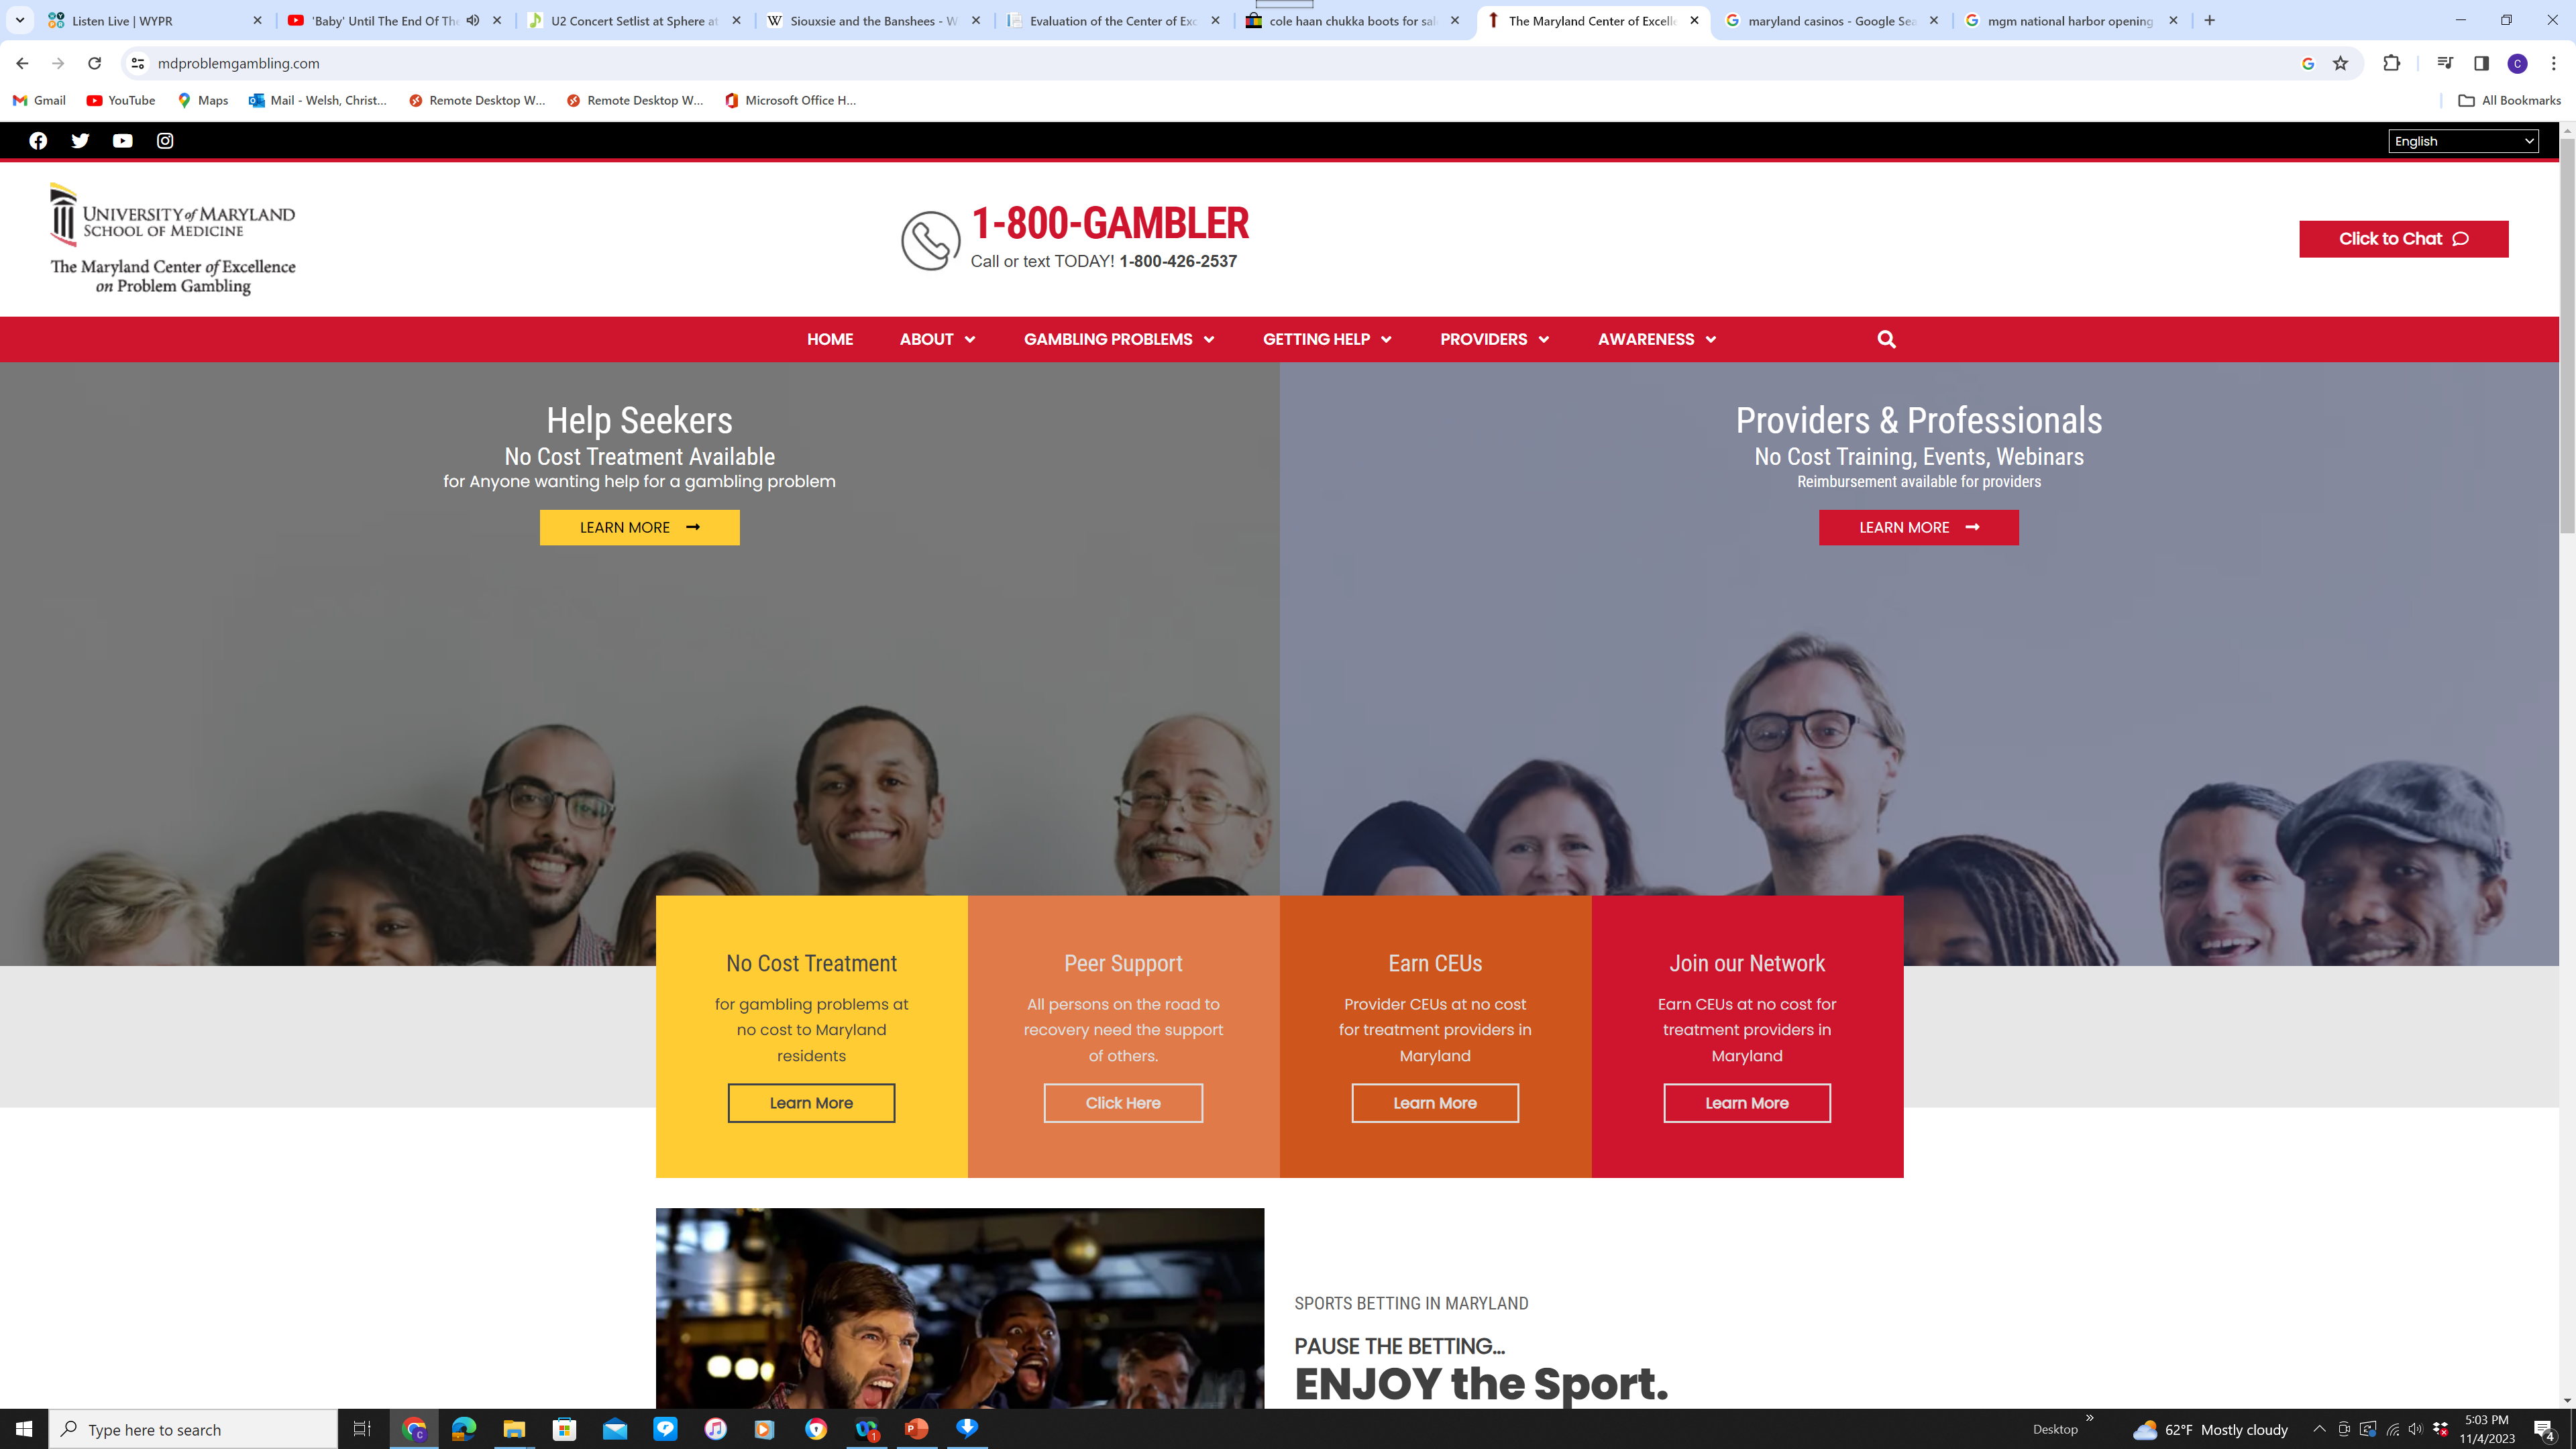 Listen Live | WYPR
'Baby' Until The End Of The
U2 Concert Setlist at Sphere at
Siouxsie and the Banshees - W
Evaluation of the Center of Exc
cole haan chukka boots for sal
The Maryland Center of Excelle
maryland casinos - Google Sea
mgm national harbor opening
mdproblemgambling.com
Gmail
YouTube
Maps
Mail - Welsh, Christ...
Remote Desktop W...
Remote Desktop W...
Microsoft Office H...
All Bookmarks
English
UNIVERSITY of MARYLAND
SCHOOL OF MEDICINE
The Maryland Center of Excellence
on Problem Gambling
1-800-GAMBLER
Call or text TODAY! 1-800-426-2537
Click to Chat
HOME
ABOUT
GAMBLING PROBLEMS
GETTING HELP
PROVIDERS
AWARENESS
Help Seekers
No Cost Treatment Available
for Anyone wanting help for a gambling problem
LEARN MORE
Providers & Professionals
No Cost Training, Events, Webinars
Reimbursement available for providers
LEARN MORE
No Cost Treatment
for gambling problems at
no cost to Maryland
residents
Learn More
Peer Support
All persons on the road to
recovery need the support
of others.
Click Here
Earn CEUs
Provider CEUs at no cost
for treatment providers in
Maryland
Learn More
Join our Network
Earn CEUs at no cost for
treatment providers in
Maryland
Learn More
SPORTS BETTING IN MARYLAND
PAUSE THE BETTING...
ENJOY the Sport.
Type here to search
Desktop
62°F Mostly cloudy
5:03 PM
11/4/2023
4